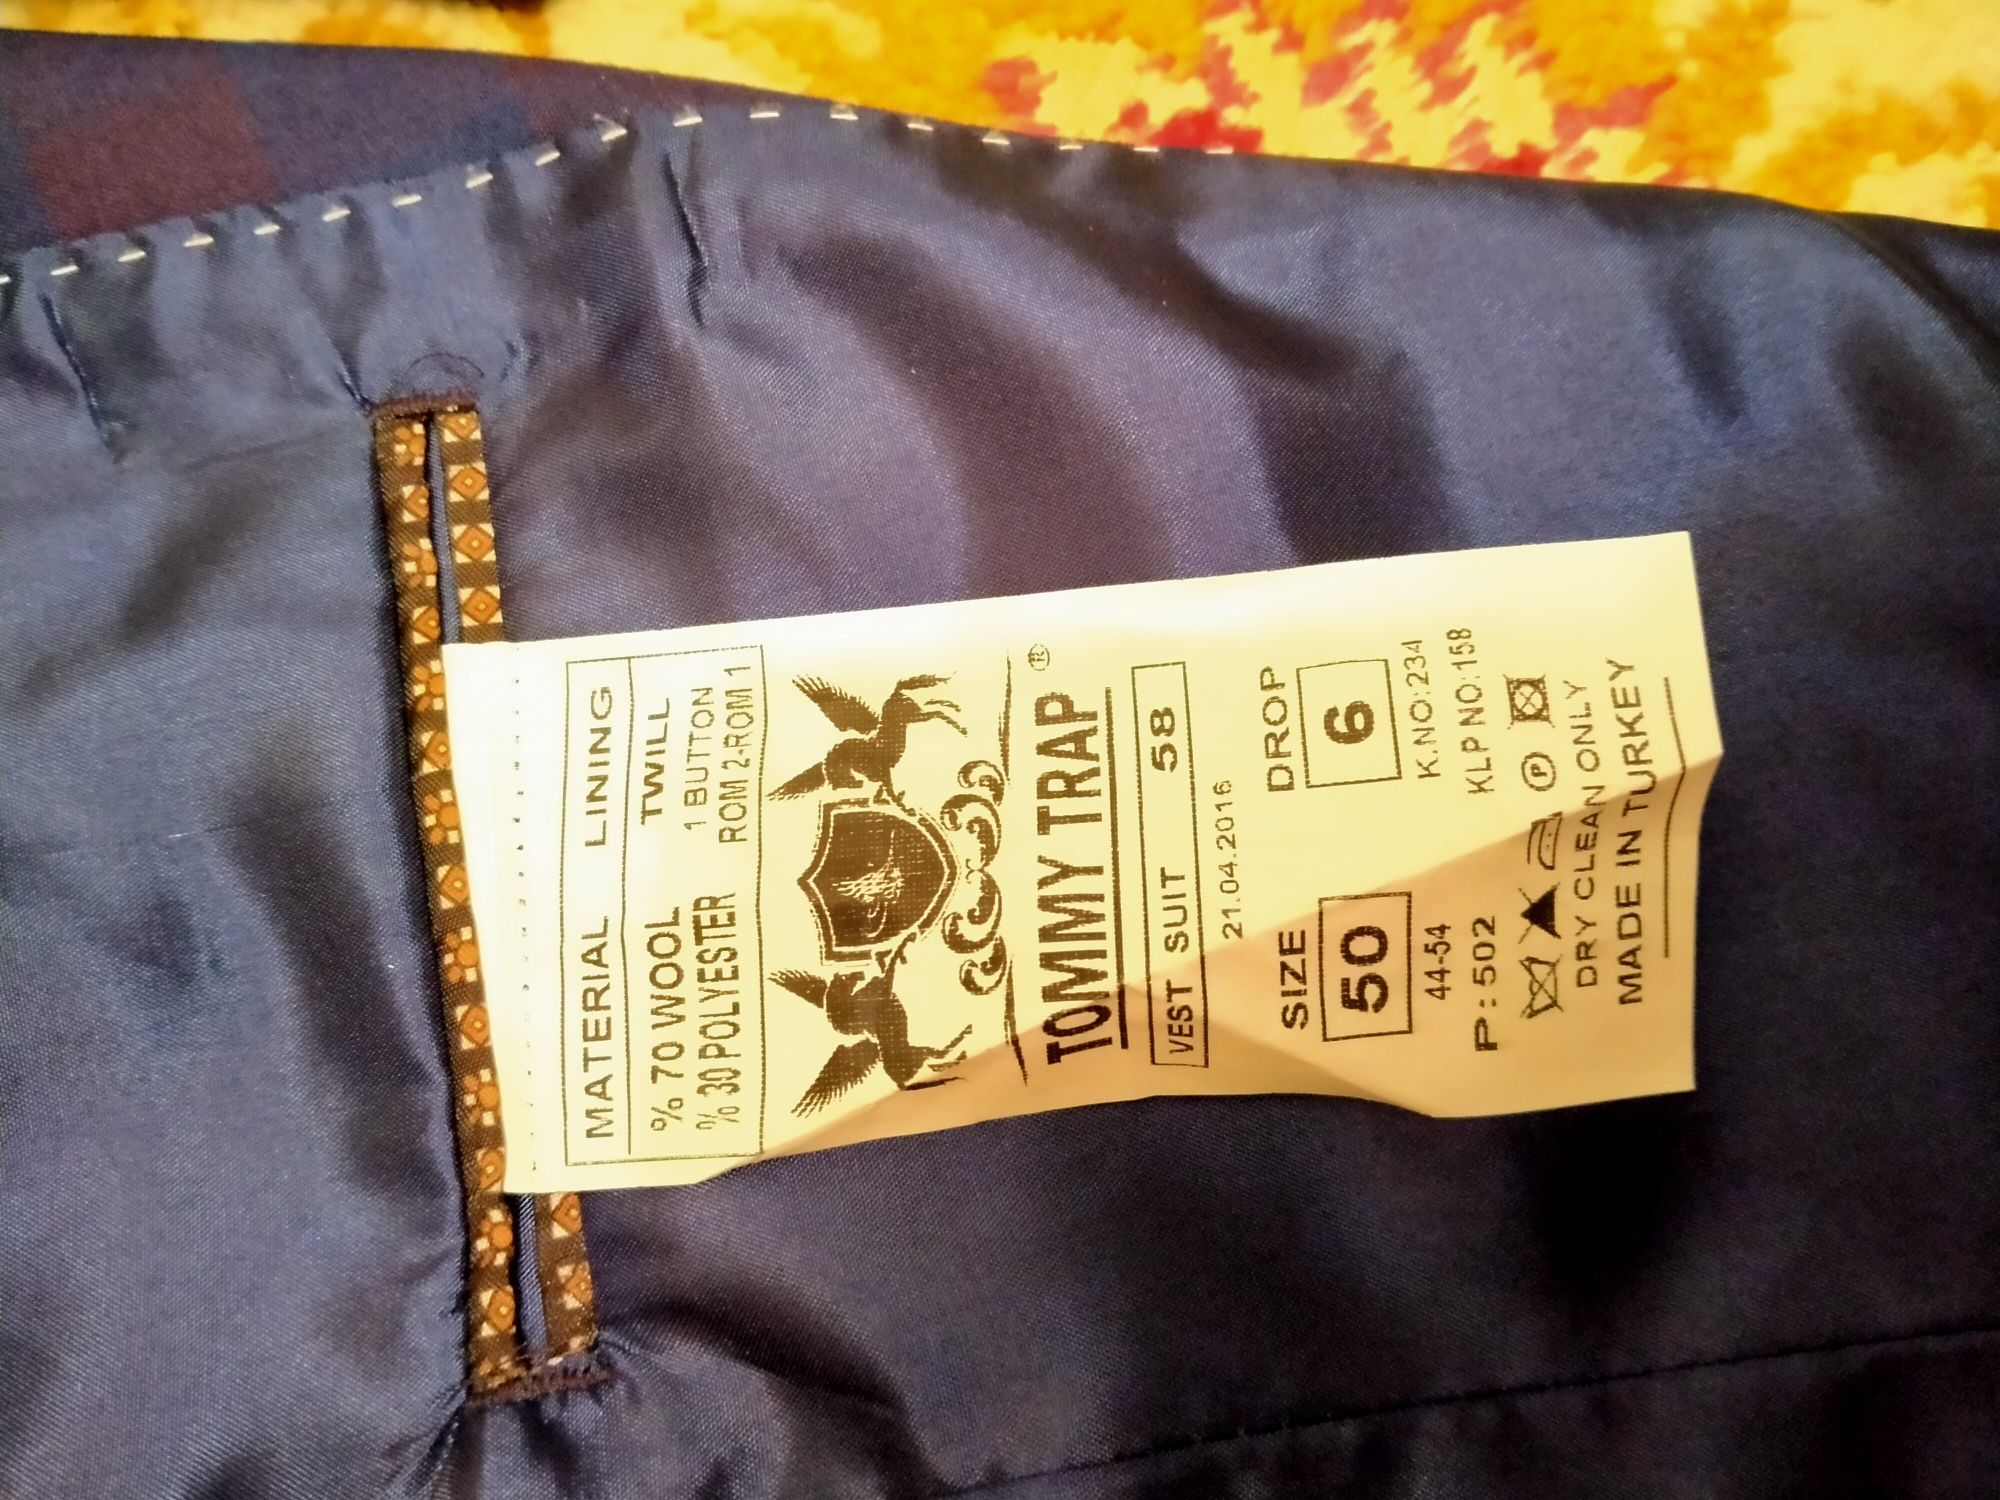 MATERIAL LINING
% 70 WOOL TWILL
% 30 POLYESTER 1 BUTTON
ROM 2-ROM 1
TOMMY TRAP ®
VEST SUIT 58
21.04.2016
SIZE DROP
50 6
44-54 K.NO:234
P:502 KLP NO:158
P
DRY CLEAN ONLY
MADE IN TURKEY